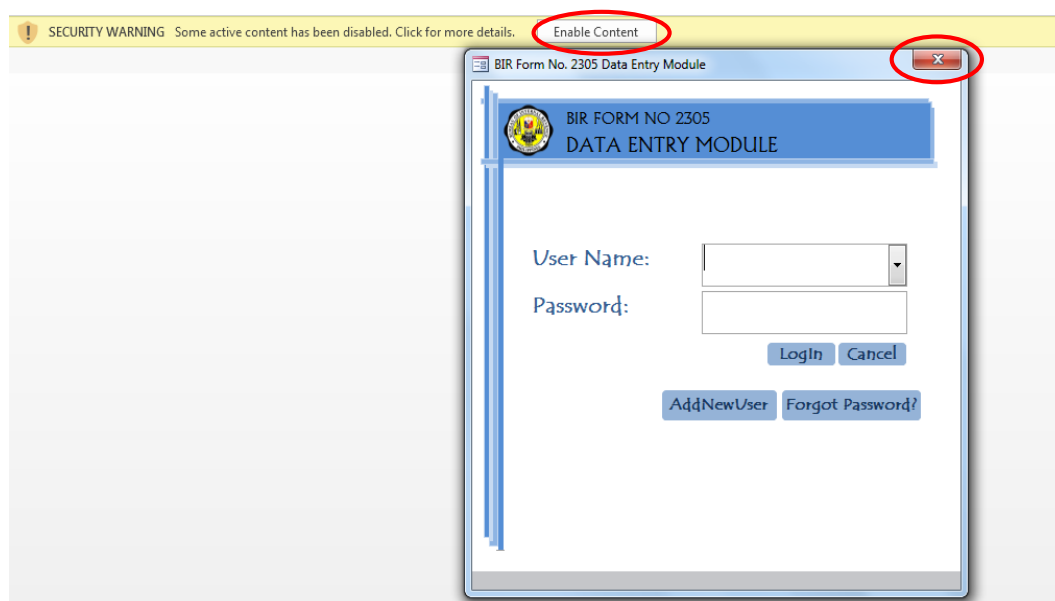 SECURITY WARNING Some active content has been disabled. Click for more details. Enable Content
BIR Form No. 2305 Data Entry Module
BIR FORM NO 2305
DATA ENTRY MODULE
User Name:
Password:
LogIn Cancel
AddNewUser Forgot Password?